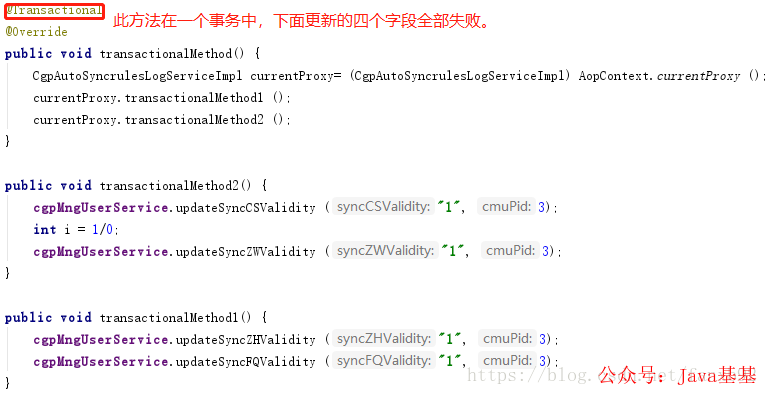 @Transactional 此方法在一个事务中，下面更新的四个字段全部失败。
@Override
public void transactionalMethod() {
CgpAutoSyncrulesLogServiceImpl currentProxy= (CgpAutoSyncrulesLogServiceImpl) AopContext.currentProxy ();
currentProxy.transactionalMethod1 ();
currentProxy.transactionalMethod2 ();
}
public void transactionalMethod2() {
cgpMngUserService.updateSyncCSValidity ( syncCSValidity: "1", cmuPid: 3);
int i = 1/0;
cgpMngUserService.updateSyncZWValidity ( syncZWValidity: "1", cmuPid: 3);
}
public void transactionalMethod1() {
cgpMngUserService.updateSyncZHValidity ( syncZHValidity: "1", cmuPid: 3);
cgpMngUserService.updateSyncFQValidity ( syncFQValidity: "1", cmuPid: 3);
}
https://blog.
公众号：Java基基